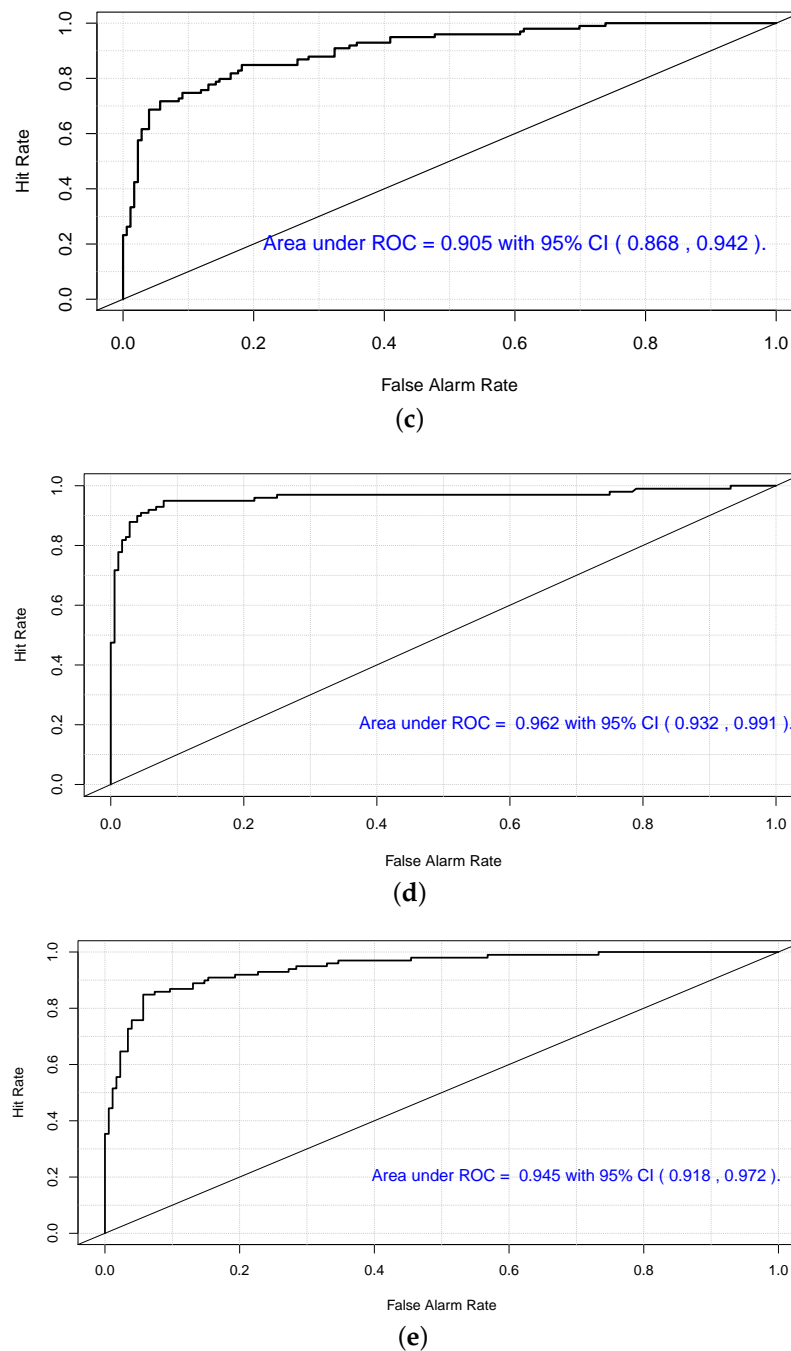 1.0
0.8
0.6
0.4
0.2
0.0
Hit Rate
Area under ROC = 0.905 with 95% CI ( 0.868 , 0.942 ).
0.0 0.2 0.4 0.6 0.8 1.0
False Alarm Rate
(c)
1.0
0.8
0.6
0.4
0.2
0.0
Hit Rate
Area under ROC = 0.962 with 95% CI ( 0.932 , 0.991 ).
0.0 0.2 0.4 0.6 0.8 1.0
False Alarm Rate
(d)
1.0
0.8
0.6
0.4
0.2
0.0
Hit Rate
Area under ROC = 0.945 with 95% CI ( 0.918 , 0.972 ).
0.0 0.2 0.4 0.6 0.8 1.0
False Alarm Rate
(e)